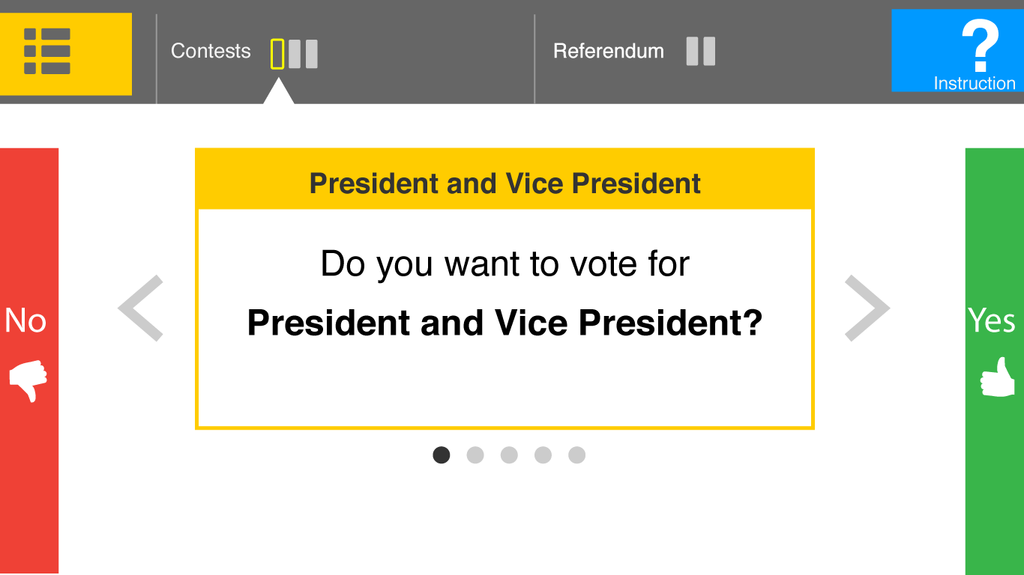 Contests
Referendum
?
Instruction
President and Vice President
Do you want to vote for
President and Vice President?
No
Yes